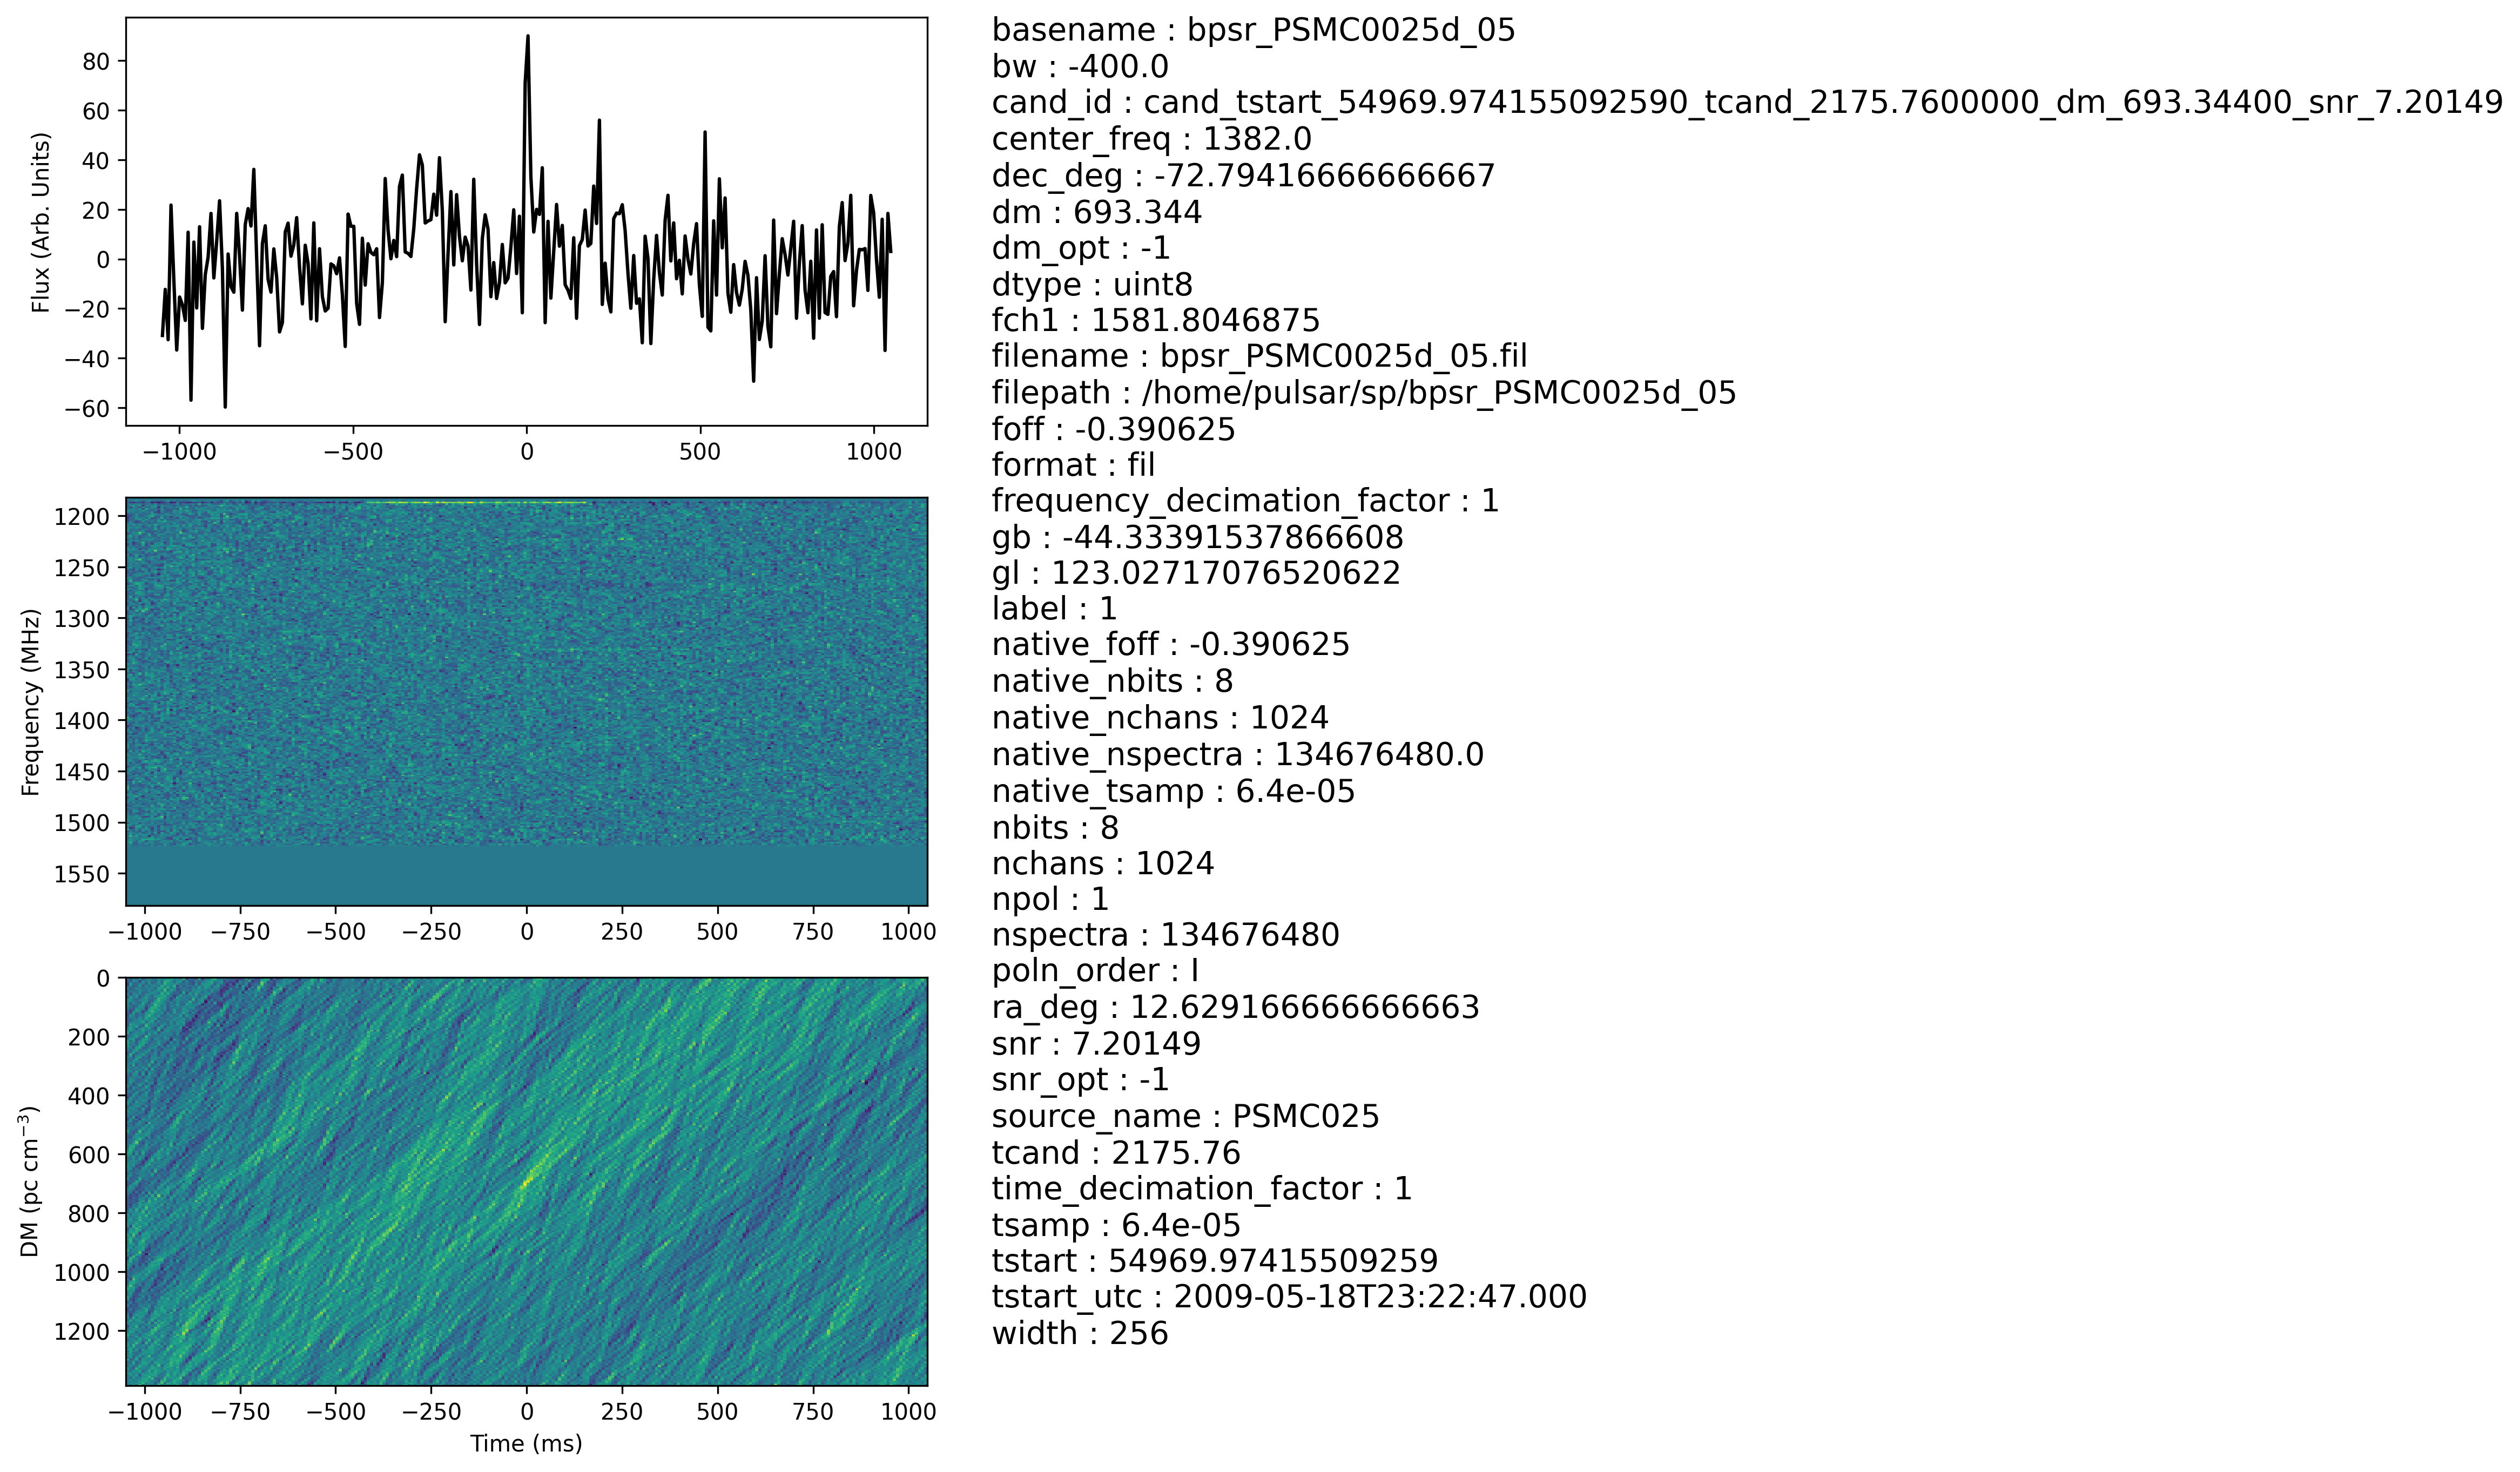 80
60
40
20
0
−20
−40
−60
Flux (Arb. Units)
−1000 −500 0 500 1000
1200
1250
1300
1350
1400
1450
1500
1550
Frequency (MHz)
−1000 −750 −500 −250 0 250 500 750 1000
0
200
400
600
800
1000
1200
DM (pc cm⁻³)
−1000 −750 −500 −250 0 250 500 750 1000
Time (ms)
basename : bpsr_PSMC0025d_05
bw : -400.0
cand_id : cand_tstart_54969.974155092590_tcand_2175.7600000_dm_693.34400_snr_7.20149
center_freq : 1382.0
dec_deg : -72.79416666666667
dm : 693.344
dm_opt : -1
dtype : uint8
fch1 : 1581.8046875
filename : bpsr_PSMC0025d_05.fil
filepath : /home/pulsar/sp/bpsr_PSMC0025d_05
foff : -0.390625
format : fil
frequency_decimation_factor : 1
gb : -44.33391537866608
gl : 123.02717076520622
label : 1
native_foff : -0.390625
native_nbits : 8
native_nchans : 1024
native_nspectra : 134676480.0
native_tsamp : 6.4e-05
nbits : 8
nchans : 1024
npol : 1
nspectra : 134676480
poln_order : I
ra_deg : 12.629166666666663
snr : 7.20149
snr_opt : -1
source_name : PSMC025
tcand : 2175.76
time_decimation_factor : 1
tsamp : 6.4e-05
tstart : 54969.97415509259
tstart_utc : 2009-05-18T23:22:47.000
width : 256